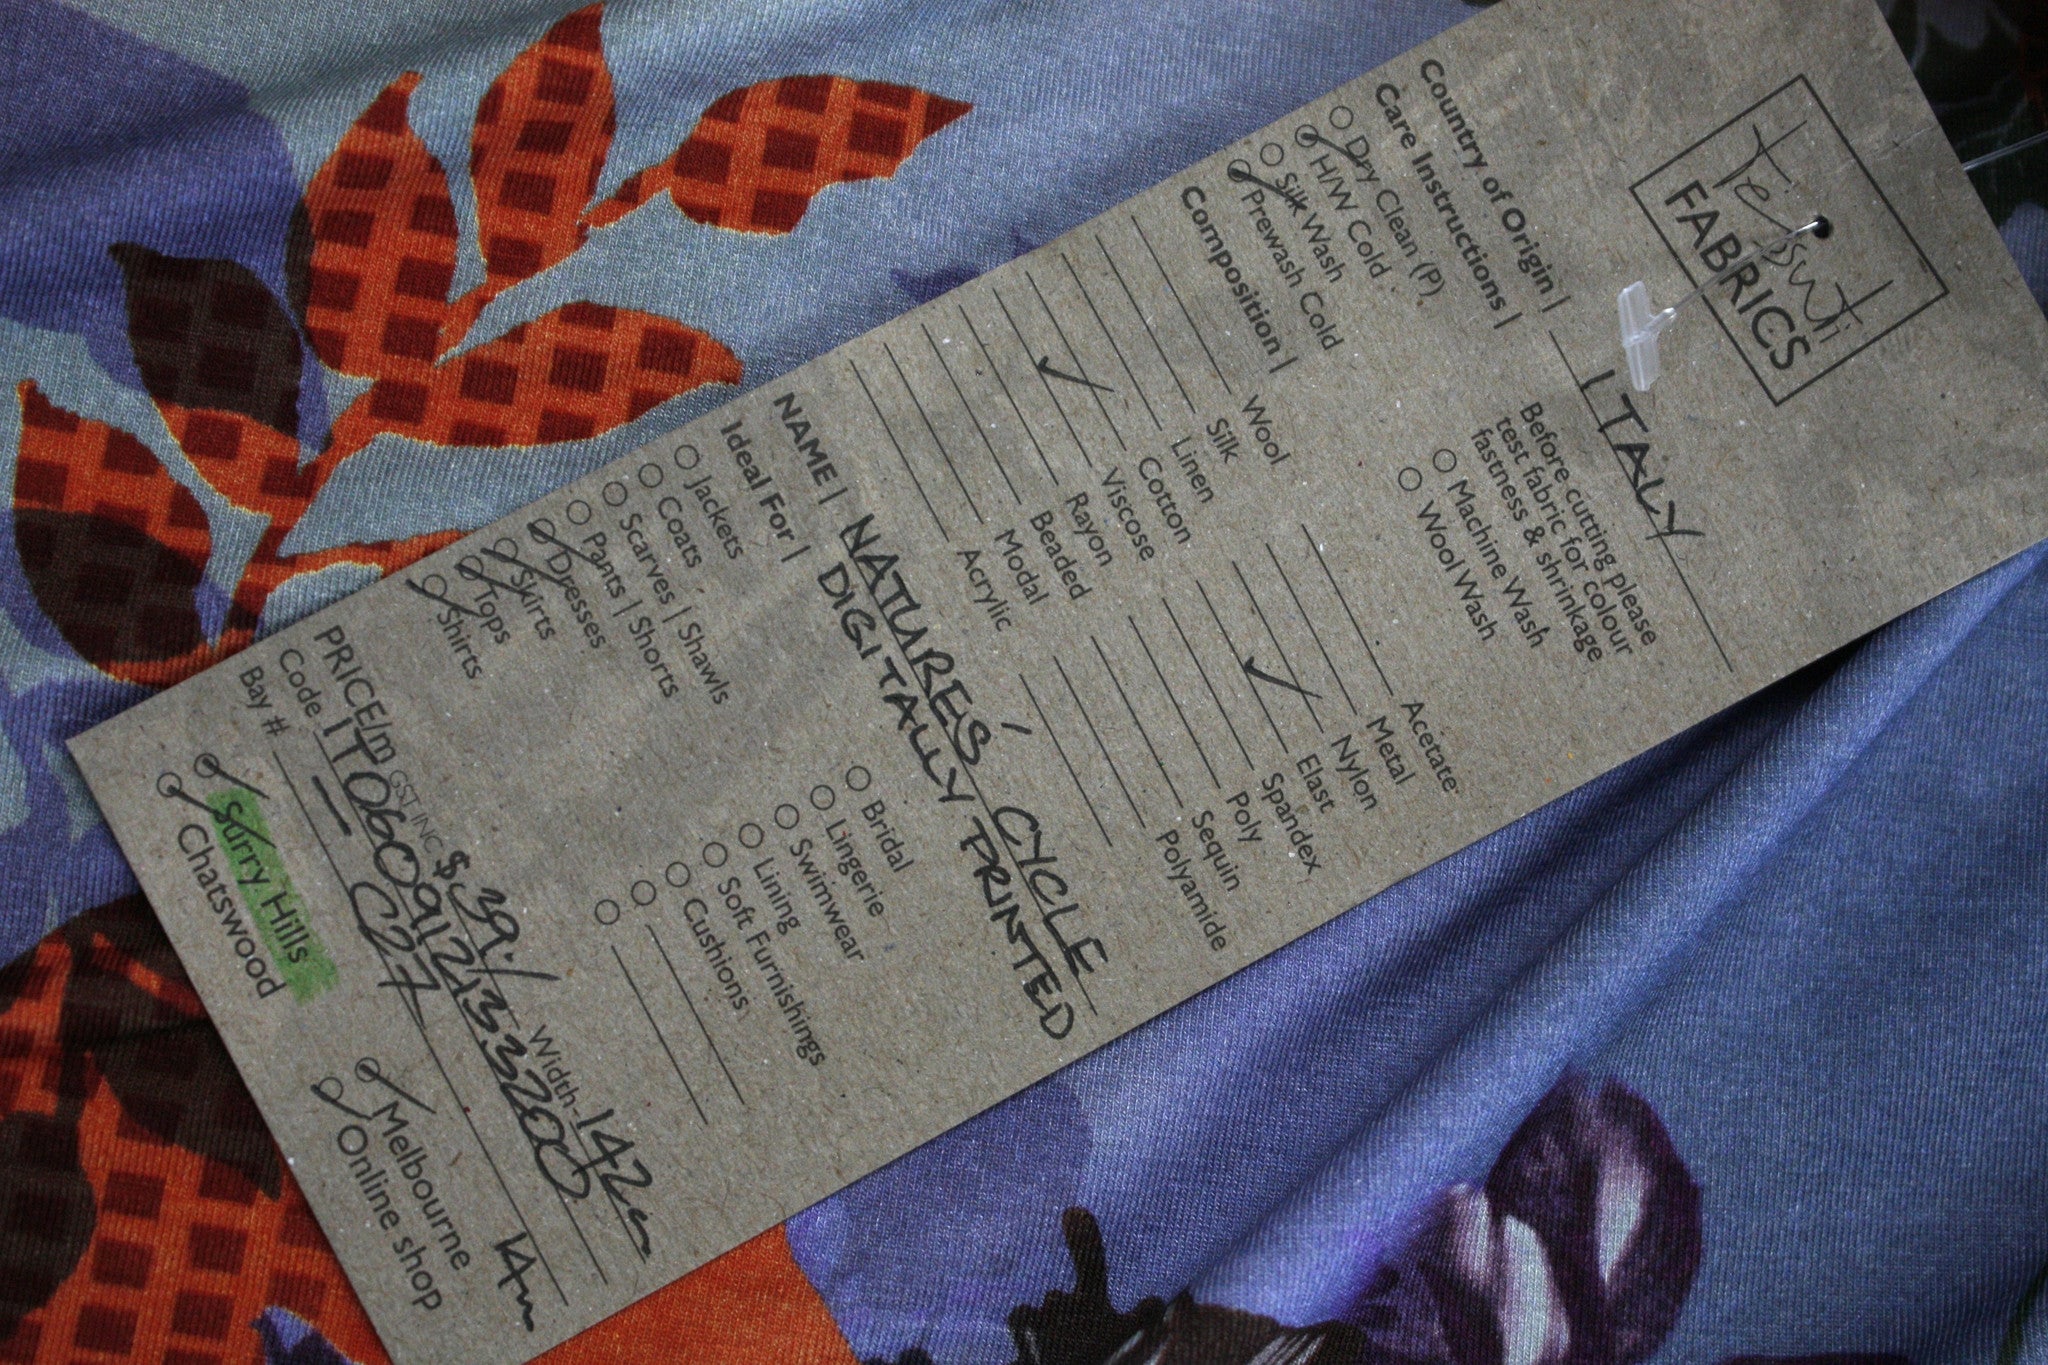 Tessuti
FABRICS
Country of Origin | ITALY
Care Instructions |
Before cutting please
test fabric for colour
fastness & shrinkage
Dry Clean (P)
H/W Cold
Silk Wash
Prewash Cold
Machine Wash
Wool Wash
Composition |
Wool
Silk
Linen
Cotton
Viscose
Rayon
Beaded
Modal
Acrylic
Acetate
Metal
Nylon
Elast
Spandex
Poly
Sequin
Polyamide
NAME | NATURES' CYCLE
DIGITALLY PRINTED
Ideal For |
Jackets
Coats
Scarves | Shawls
Pants | Shorts
Dresses
Skirts
Tops
Shirts
Bridal
Lingerie
Swimwear
Lining
Soft Furnishings
Cushions
PRICE/m GST INC $39.
Width- 142
Code IT060912133200
Bay # — C27 14m
Surry Hills
Chatswood
Melbourne
Online shop